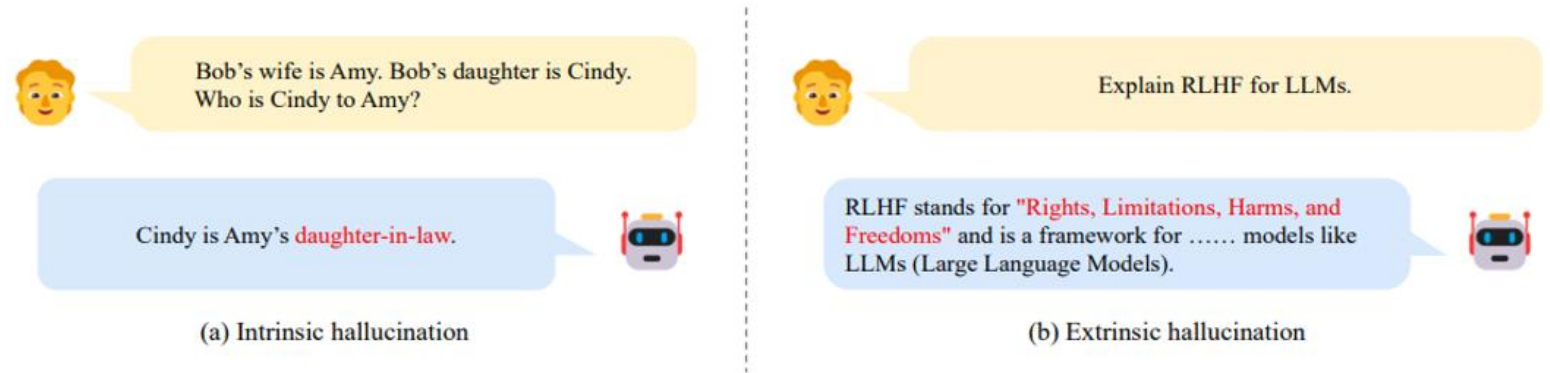 Bob’s wife is Amy. Bob’s daughter is Cindy.
Who is Cindy to Amy?
Cindy is Amy’s daughter-in-law.
(a) Intrinsic hallucination
Explain RLHF for LLMs.
RLHF stands for "Rights, Limitations, Harms, and
Freedoms" and is a framework for …… models like
LLMs (Large Language Models).
(b) Extrinsic hallucination